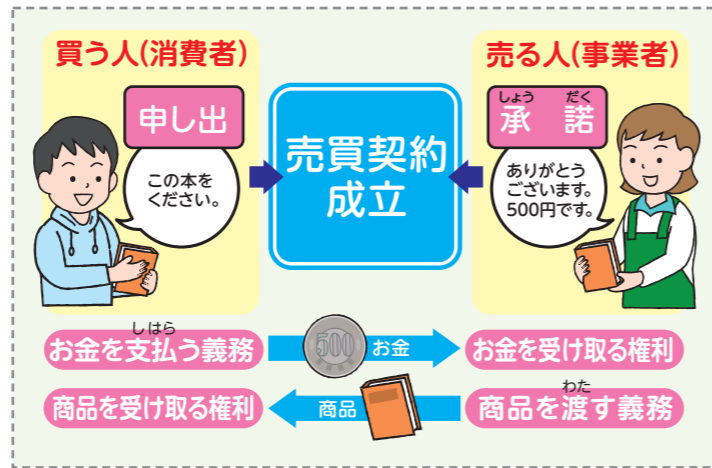 買う人(消費者)
申し出
この本を
ください。
売買契約
成立
売る人(事業者)
しょう だく
承 諾
ありがとう
ございます。
500円です。
しはら
お金を支払う義務
500
お金
お金を受け取る権利
商品を受け取る権利
商品
わた
商品を渡す義務